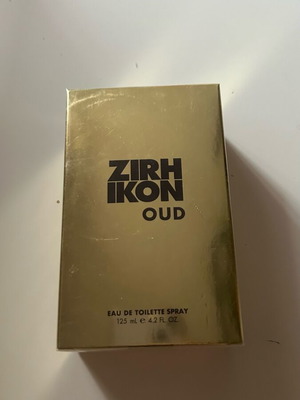 ZIRH
IKON
OUD
EAU DE TOILETTE SPRAY
125 mL ℮ 4.2 FL. OZ.